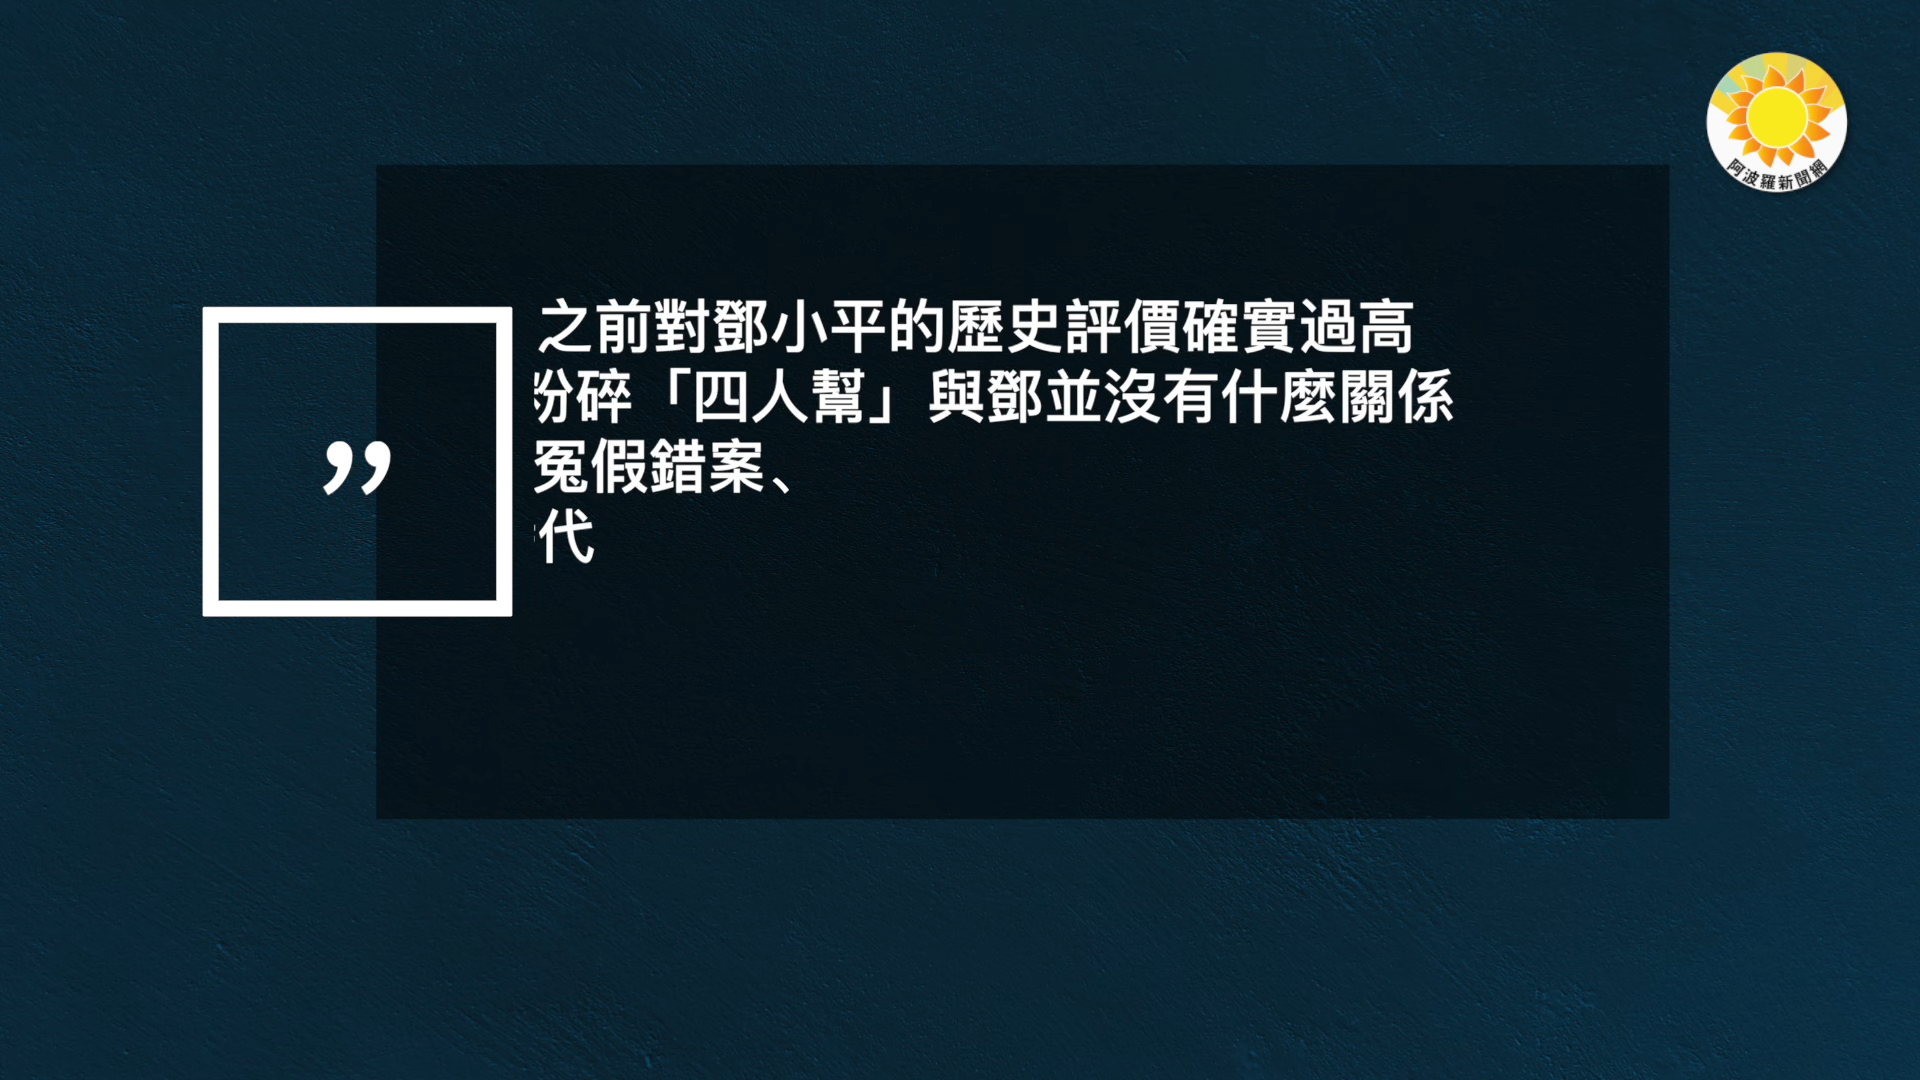 之前對鄧小平的歷史評價確實過高
粉碎「四人幫」與鄧並沒有什麼關係
冤假錯案、
代
”
阿波羅新聞網